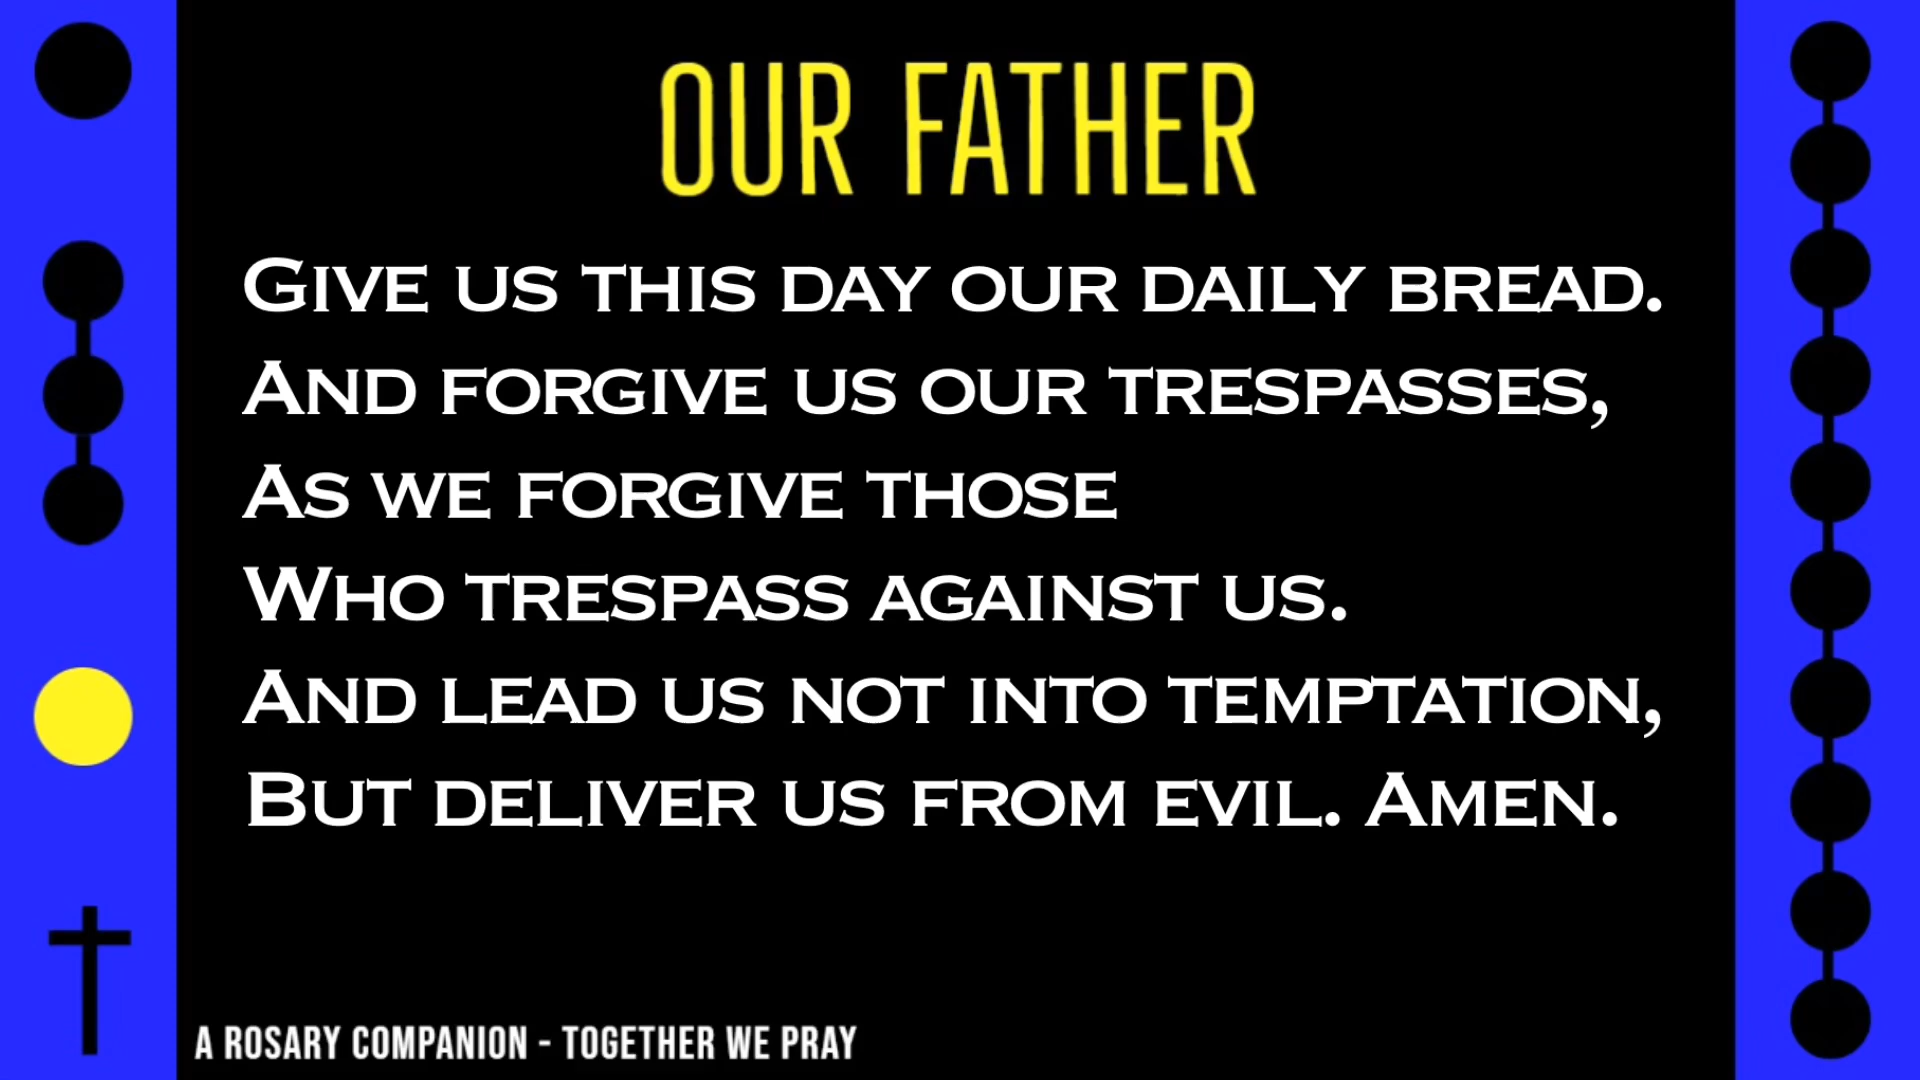 OUR FATHER
Give us this day our daily bread.
And forgive us our trespasses,
As we forgive those
Who trespass against us.
And lead us not into temptation,
But deliver us from evil. Amen.
A ROSARY COMPANION - TOGETHER WE PRAY